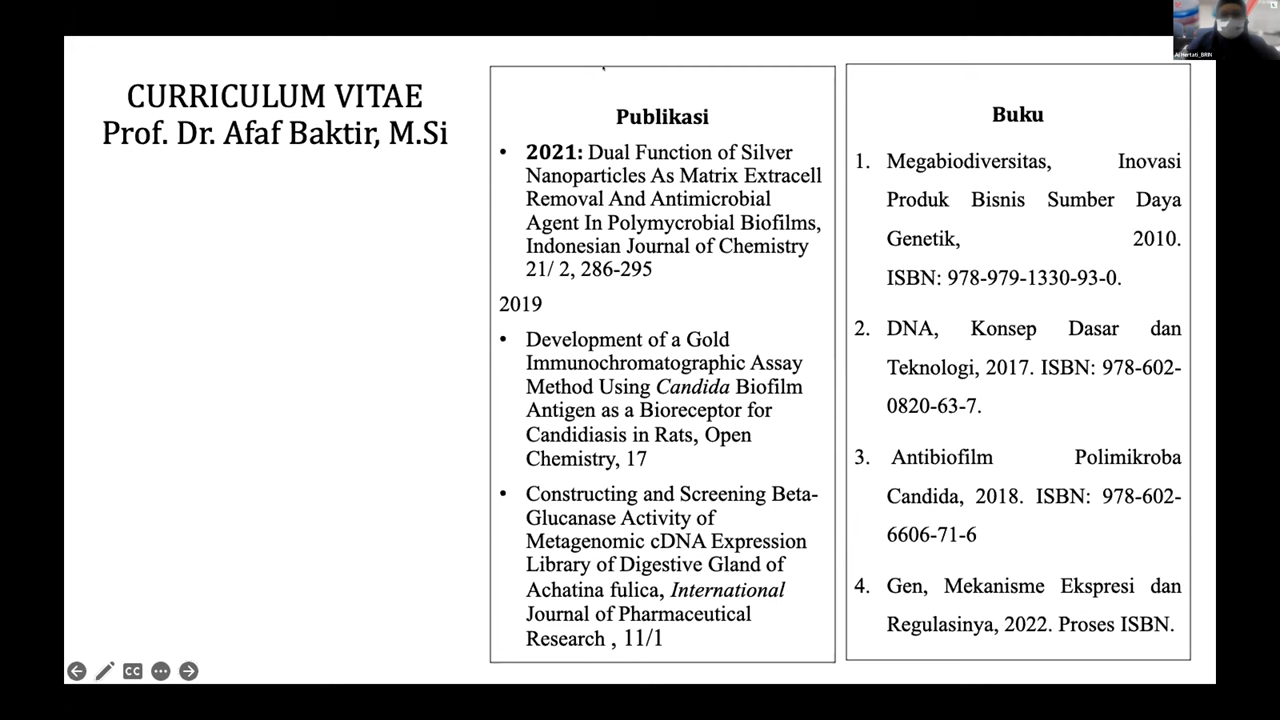 CURRICULUM VITAE
Prof. Dr. Afaf Baktir, M.Si
Publikasi
• 2021: Dual Function of Silver
Nanoparticles As Matrix Extracell
Removal And Antimicrobial
Agent In Polymycrobial Biofilms,
Indonesian Journal of Chemistry
21/ 2, 286-295
2019
• Development of a Gold
Immunochromatographic Assay
Method Using Candida Biofilm
Antigen as a Bioreceptor for
Candidiasis in Rats, Open
Chemistry, 17
• Constructing and Screening Beta-
Glucanase Activity of
Metagenomic cDNA Expression
Library of Digestive Gland of
Achatina fulica, International
Journal of Pharmaceutical
Research , 11/1
Buku
1. Megabiodiversitas, Inovasi
Produk Bisnis Sumber Daya
Genetik, 2010.
ISBN: 978-979-1330-93-0.
2. DNA, Konsep Dasar dan
Teknologi, 2017. ISBN: 978-602-
0820-63-7.
3. Antibiofilm Polimikroba
Candida, 2018. ISBN: 978-602-
6606-71-6
4. Gen, Mekanisme Ekspresi dan
Regulasinya, 2022. Proses ISBN.
CC